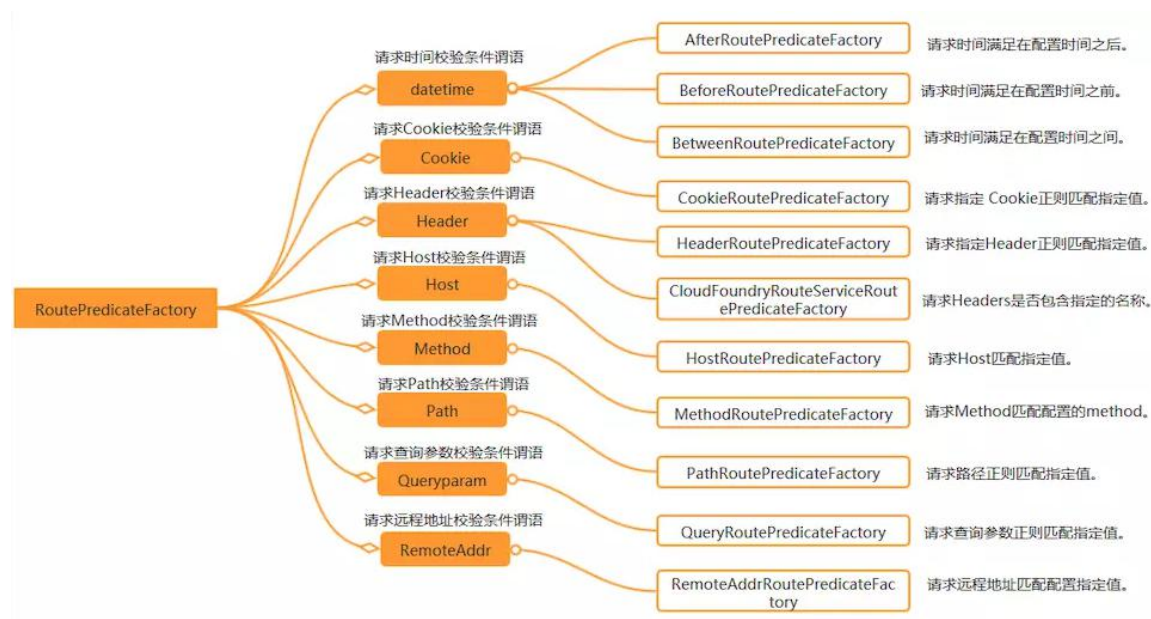 RoutePredicateFactory
请求时间校验条件谓语
datetime
AfterRoutePredicateFactory
请求时间满足在配置时间之后。
BeforeRoutePredicateFactory
请求时间满足在配置时间之前。
BetweenRoutePredicateFactory
请求时间满足在配置时间之间。
请求Cookie校验条件谓语
Cookie
CookieRoutePredicateFactory
请求指定 Cookie正则匹配指定值。
请求Header校验条件谓语
Header
HeaderRoutePredicateFactory
请求指定Header正则匹配指定值。
CloudFoundryRouteServiceRout
ePredicateFactory
请求Headers是否包含指定的名称。
请求Host校验条件谓语
Host
HostRoutePredicateFactory
请求Host匹配指定值。
请求Method校验条件谓语
Method
MethodRoutePredicateFactory
请求Method匹配配置的method。
请求Path校验条件谓语
Path
PathRoutePredicateFactory
请求路径正则匹配指定值。
请求查询参数校验条件谓语
Queryparam
QueryRoutePredicateFactory
请求查询参数正则匹配指定值。
请求远程地址校验条件谓语
RemoteAddr
RemoteAddrRoutePredicateFac
tory
请求远程地址匹配配置指定值。